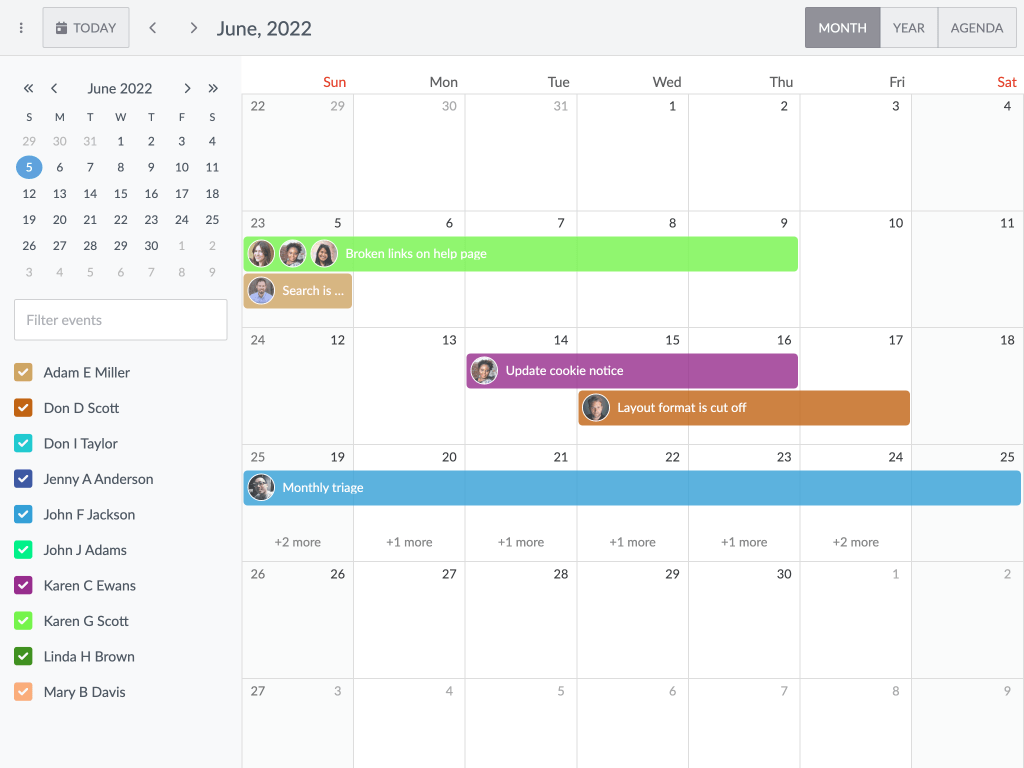 TODAY June, 2022 MONTH YEAR AGENDA
June 2022
S M T W T F S
29 30 31 1 2 3 4
5 6 7 8 9 10 11
12 13 14 15 16 17 18
19 20 21 22 23 24 25
26 27 28 29 30 1 2
3 4 5 6 7 8 9
Filter events
Adam E Miller
Don D Scott
Don I Taylor
Jenny A Anderson
John F Jackson
John J Adams
Karen C Ewans
Karen G Scott
Linda H Brown
Mary B Davis
Sun Mon Tue Wed Thu Fri Sat
22 29 30 31 1 2 3 4
23 5 6 7 8 9 10 11
Broken links on help page
Search is ...
24 12 13 14 15 16 17 18
Update cookie notice
Layout format is cut off
25 19 20 21 22 23 24 25
Monthly triage
+2 more +1 more +1 more +1 more +1 more +2 more
26 26 27 28 29 30 1 2
27 3 4 5 6 7 8 9